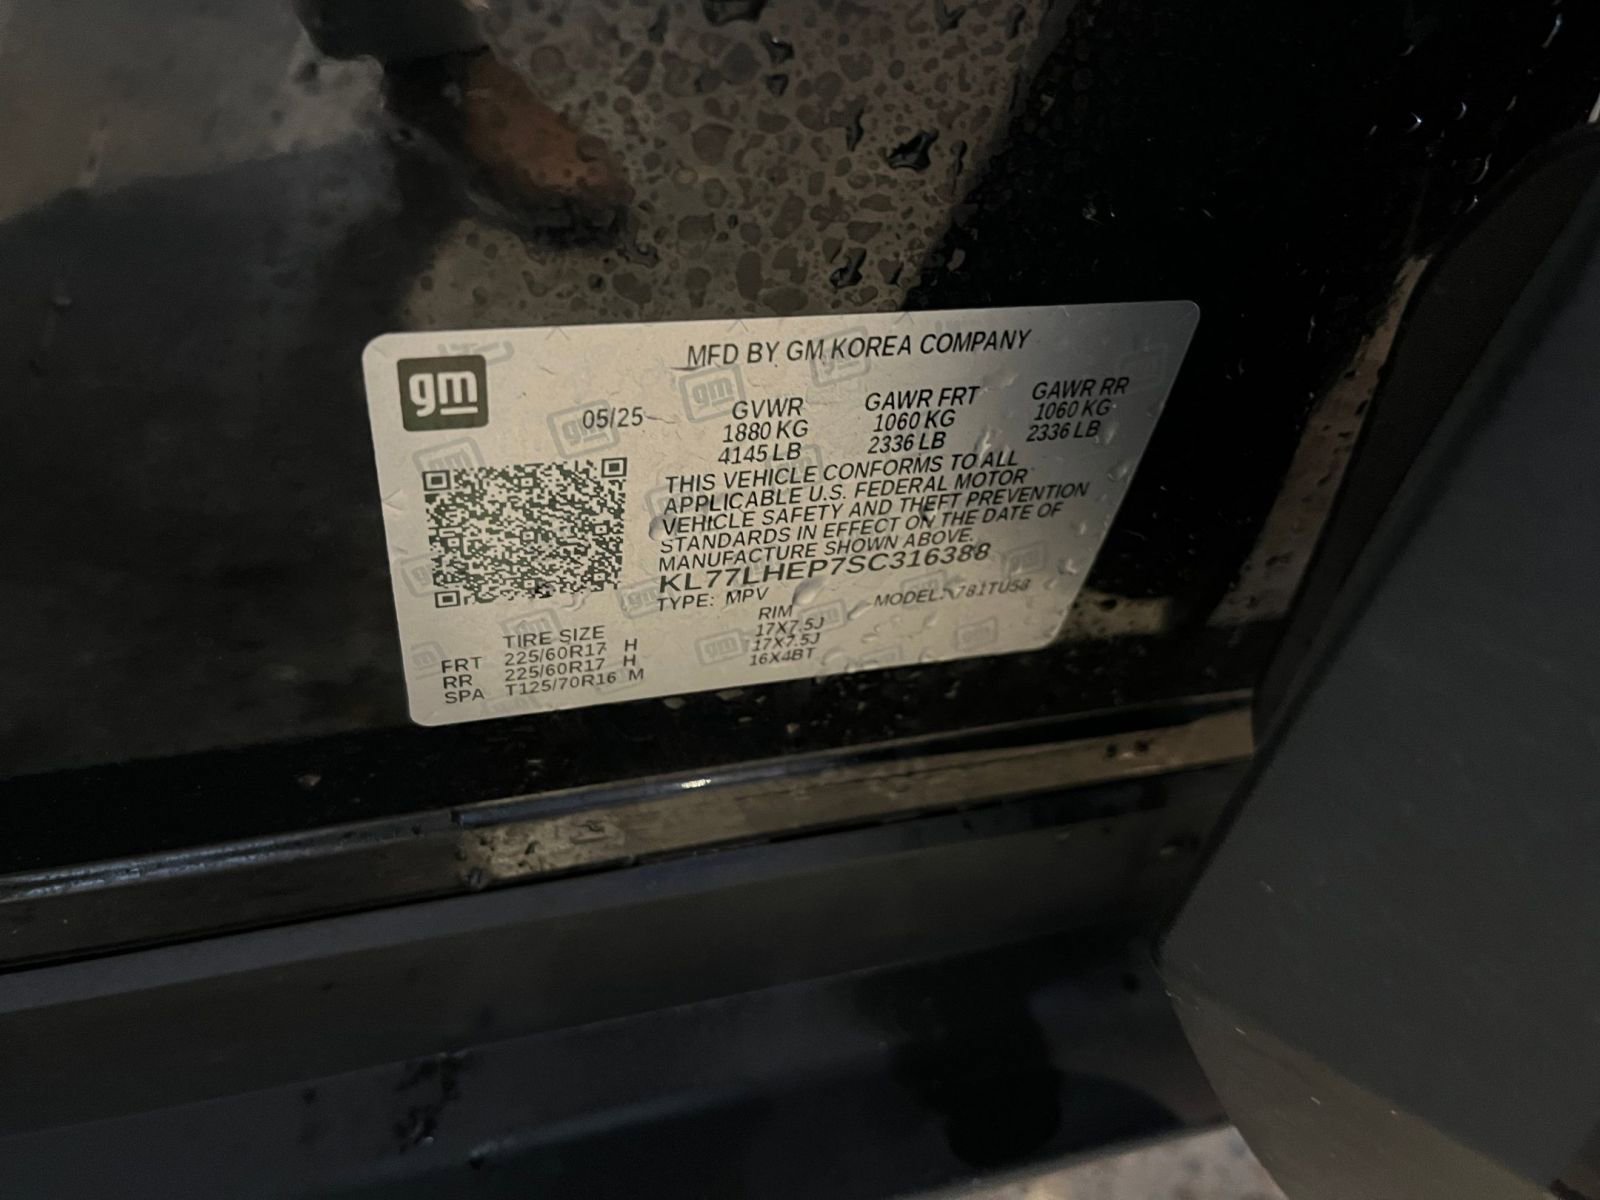 gm
MFD BY GM KOREA COMPANY
05/25 GVWR GAWR FRT GAWR RR
1880 KG 1060 KG 1060 KG
4145 LB 2336 LB 2336 LB
THIS VEHICLE CONFORMS TO ALL
APPLICABLE U.S. FEDERAL MOTOR
VEHICLE SAFETY AND THEFT PREVENTION
STANDARDS IN EFFECT ON THE DATE OF
MANUFACTURE SHOWN ABOVE.
KL77LHEP7SC316388
TYPE: MPV MODEL:
TIRE SIZE RIM
FRT 225/60R17 H 17X7.5J
RR 225/60R17 H 17X7.5J
SPA T125/70R16 M 16X4BT